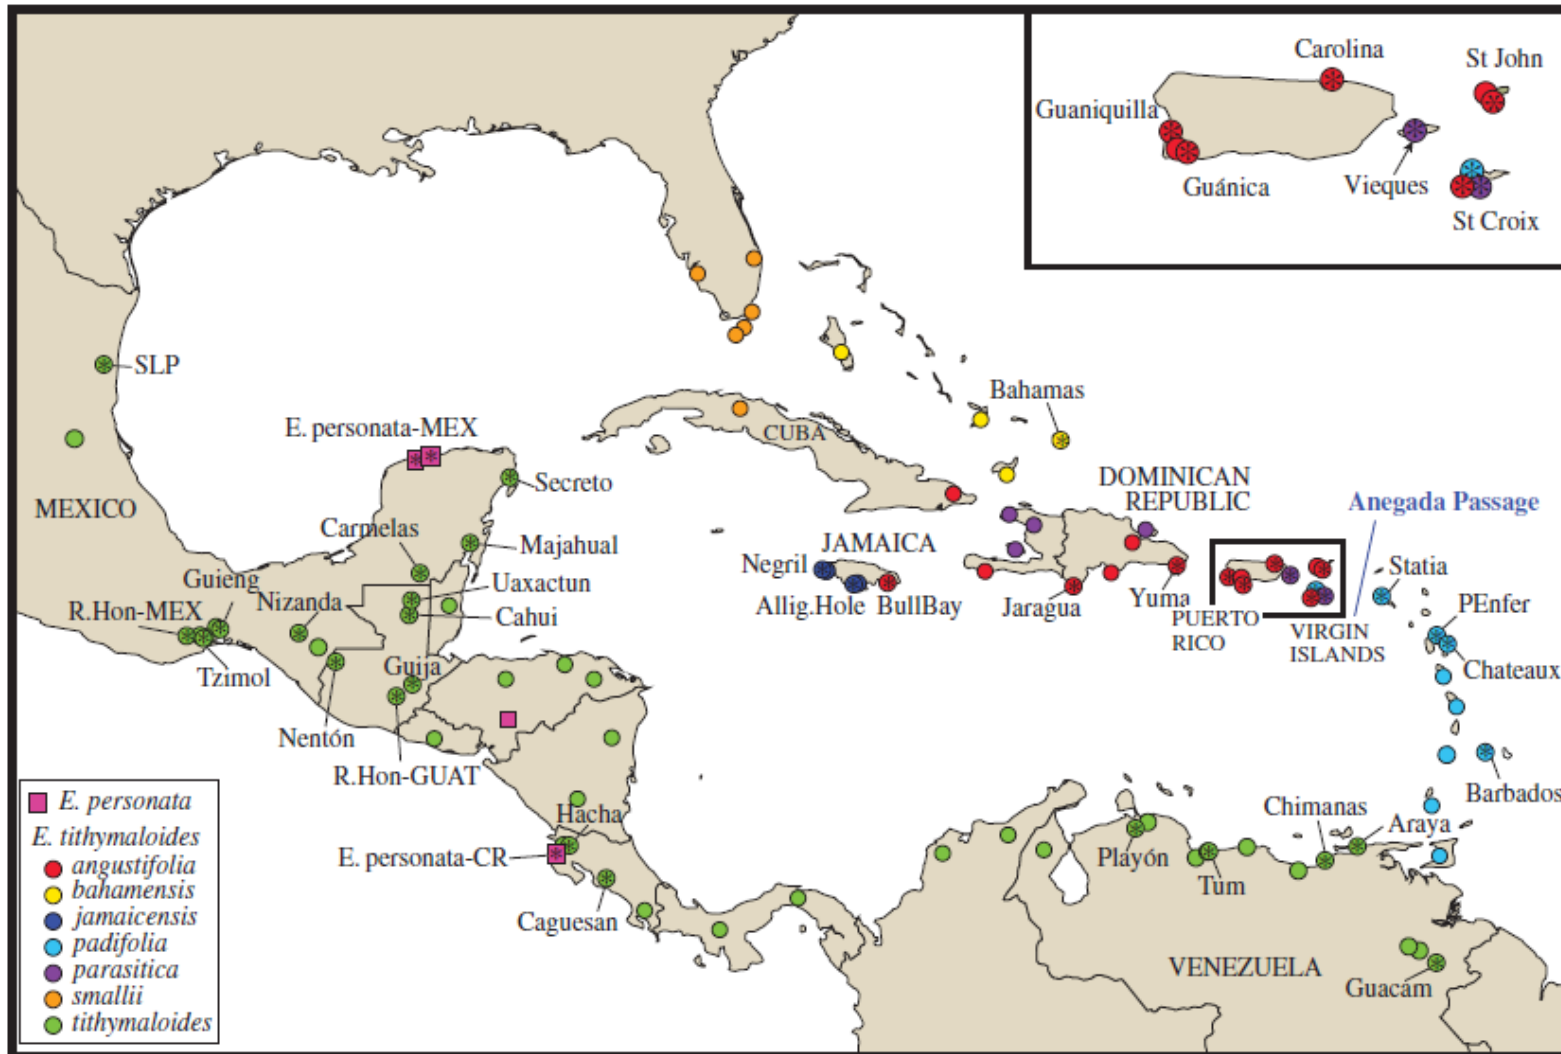 Carolina
St John
Guaniquilla
Guánica
Vieques
St Croix
SLP
E. personata-MEX
Bahamas
CUBA
Secreto
DOMINICAN
REPUBLIC
Anegada Passage
MEXICO
Carmelas
Majahual
JAMAICA
Negril
Statia
Guieng
Nizanda
Uaxactun
R.Hon-MEX
Cahui
Allig.Hole
BullBay
Jaragua
Yuma
PUERTO
RICO
VIRGIN
ISLANDS
PEnfer
Chateaux
Tzimol
Guija
Nentón
R.Hon-GUAT
Barbados
Hacha
Chimanas
Araya
E. personata-CR
Playón
Tum
Caguesan
VENEZUELA
Guacam
E. personata
E. tithymaloides
angustifolia
bahamensis
jamaicensis
padifolia
parasitica
smallii
tithymaloides